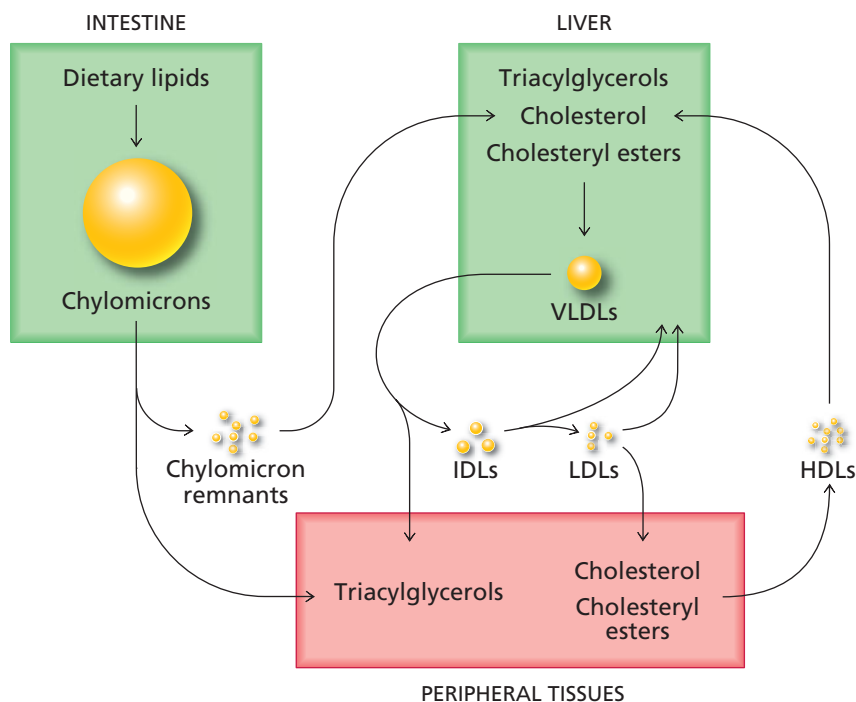 INTESTINE
Dietary lipids
Chylomicrons
LIVER
Triacylglycerols
Cholesterol
Cholesteryl esters
VLDLs
Chylomicron
remnants
IDLs
LDLs
HDLs
Triacylglycerols
Cholesterol
Cholesteryl
esters
PERIPHERAL TISSUES